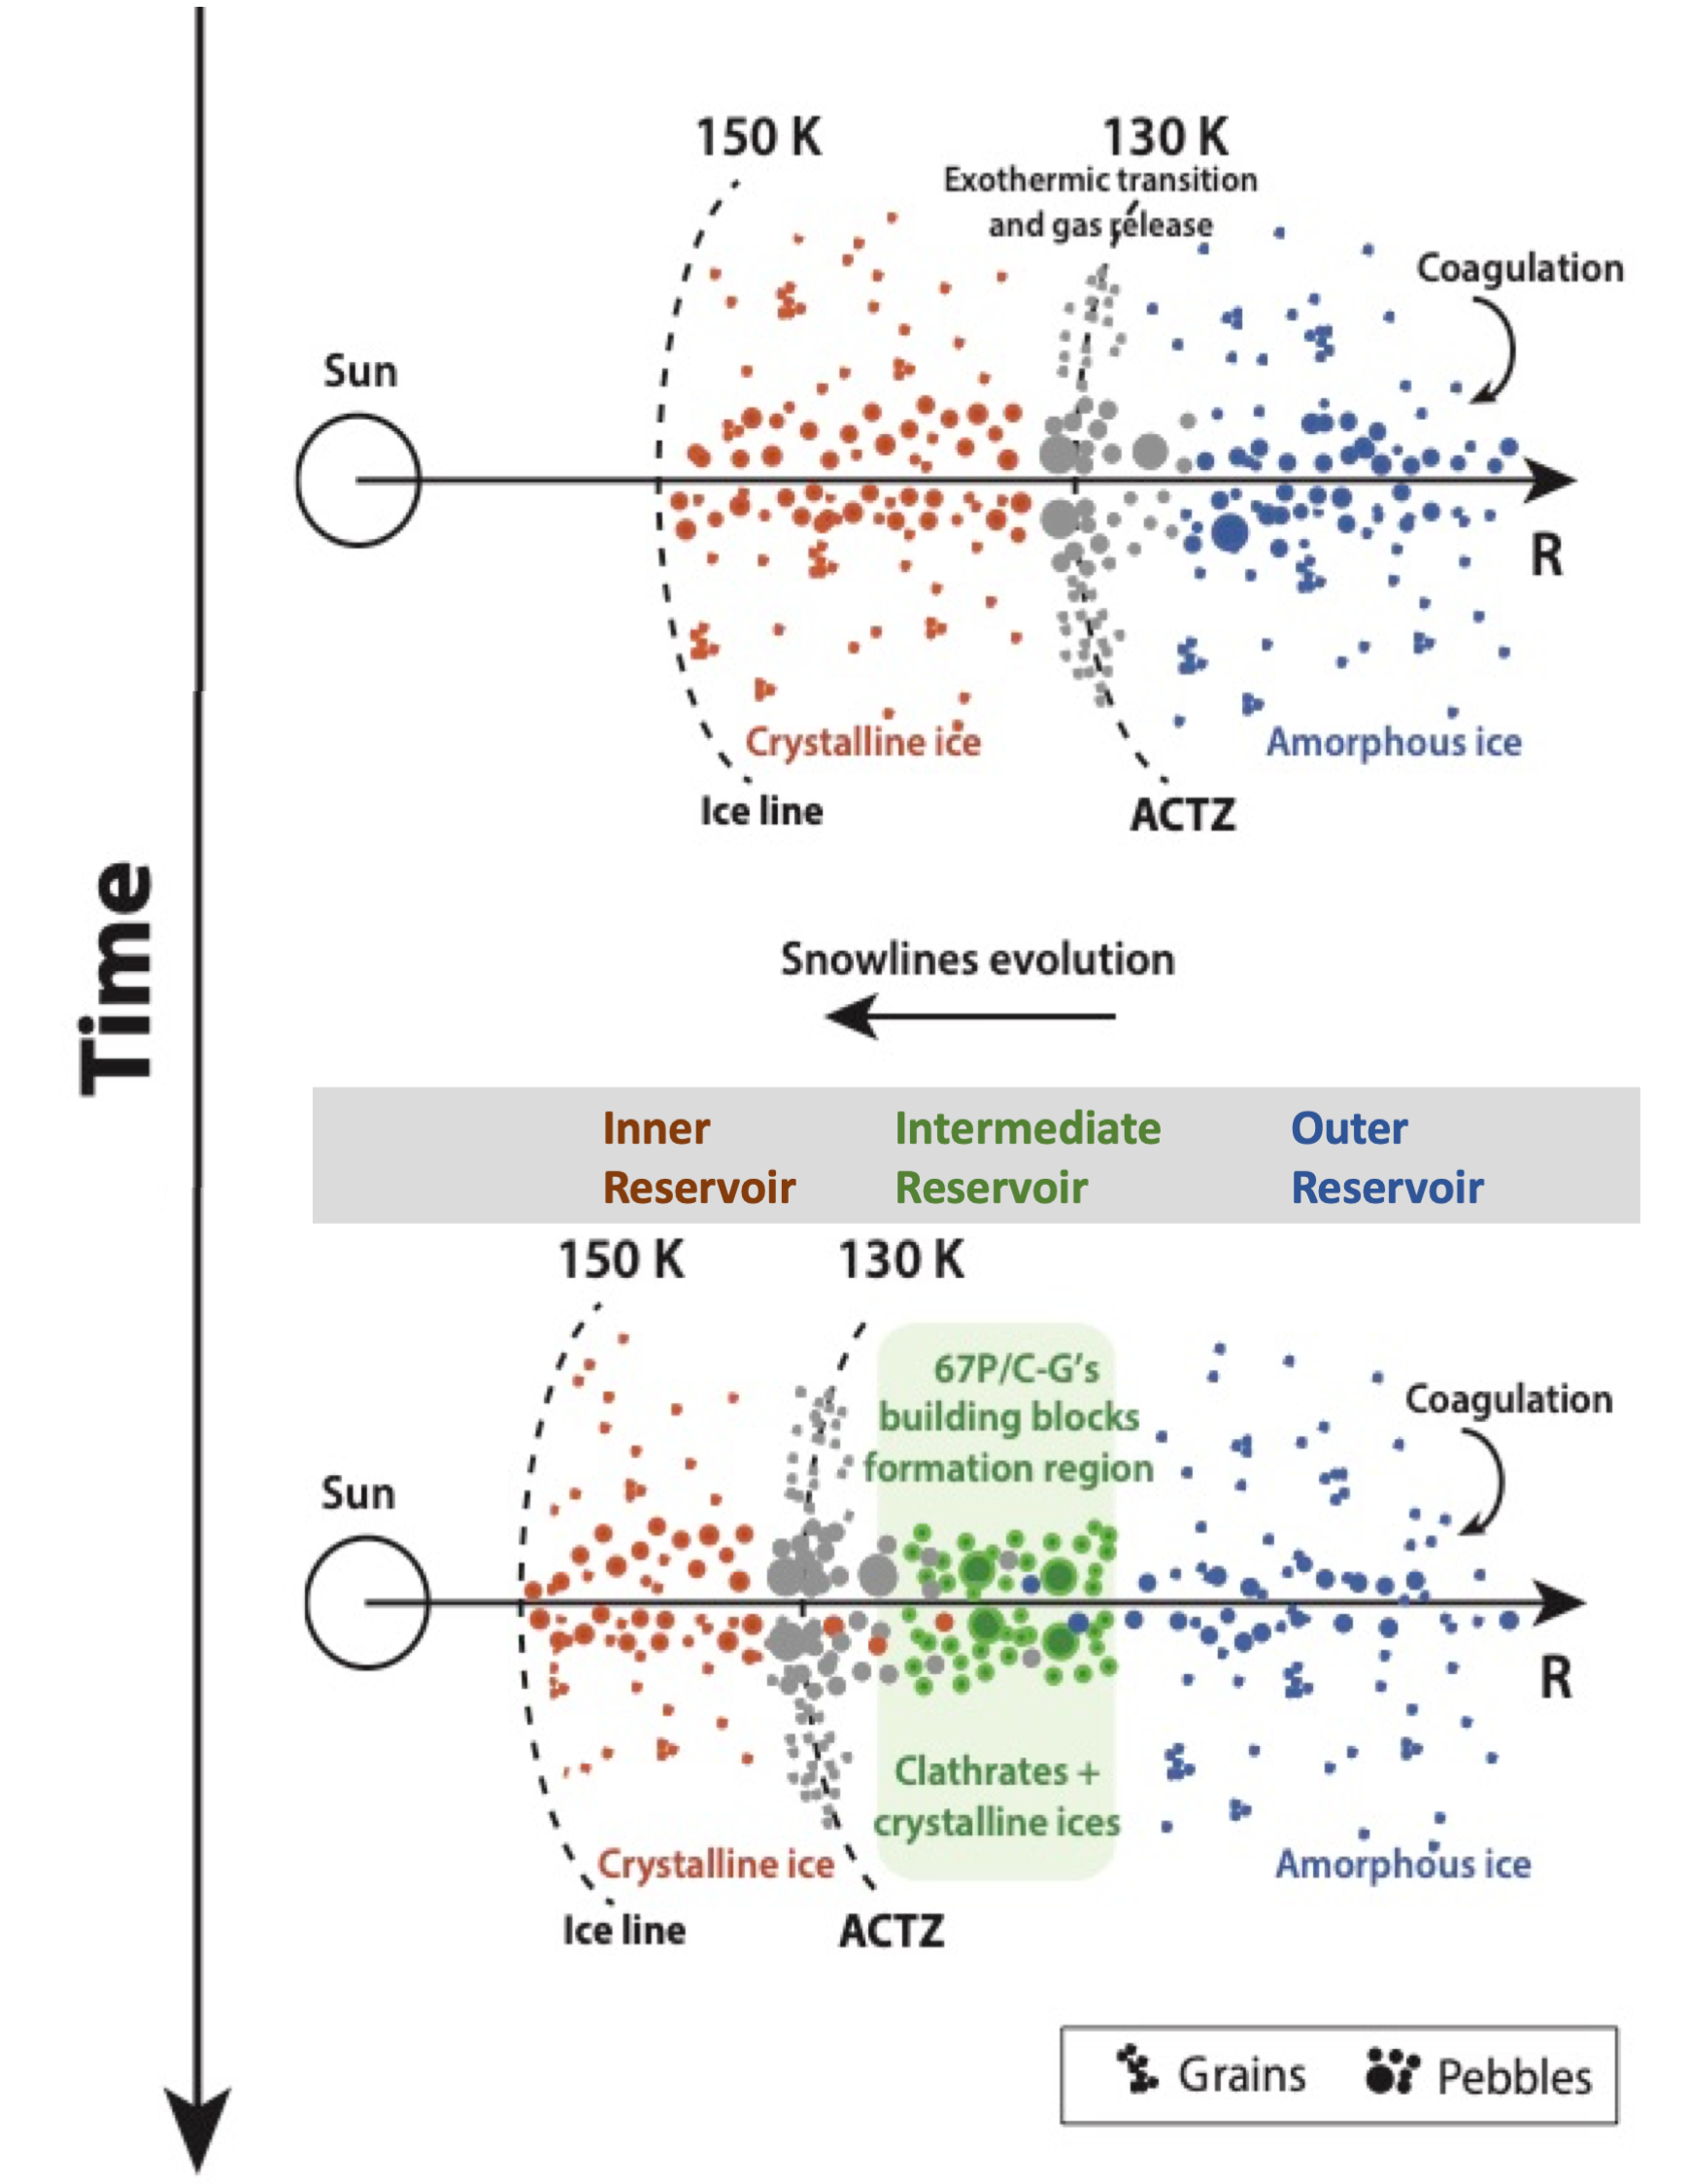 150 K
130 K
Exothermic transition
and gas release
Coagulation
Sun
R
Crystalline ice
Amorphous ice
Ice line
ACTZ
Time
Snowlines evolution
Inner
Reservoir
Intermediate
Reservoir
Outer
Reservoir
150 K
130 K
67P/C-G's
building blocks
formation region
Coagulation
Sun
R
Clathrates +
crystalline ices
Crystalline ice
Amorphous ice
Ice line
ACTZ
Grains
Pebbles